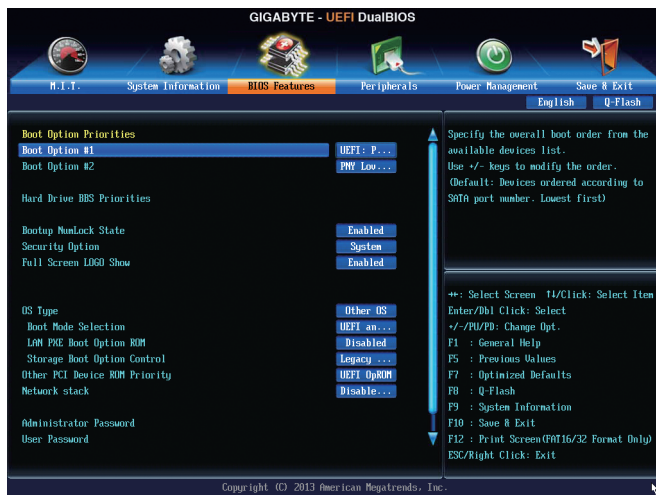 GIGABYTE - UEFI DualBIOS
M.I.T. System Information BIOS Features Peripherals Power Management Save & Exit
English Q-Flash
Boot Option Priorities
Boot Option #1 UEFI: P...
Boot Option #2 PNY Lov...
Hard Drive BBS Priorities
Bootup NumLock State Enabled
Security Option System
Full Screen LOGO Show Enabled
OS Type Other OS
Boot Mode Selection UEFI an...
LAN PXE Boot Option ROM Disabled
Storage Boot Option Control Legacy ...
Other PCI Device ROM Priority UEFI OpROM
Network stack Disable...
Administrator Password
User Password
Specify the overall boot order from the
available devices list.
Use +/- keys to modify the order.
(Default: Devices ordered according to
SATA port number. Lowest first)
→←: Select Screen ↑↓/Click: Select Item
Enter/Dbl Click: Select
+/-/PU/PD: Change Opt.
F1 : General Help
F5 : Previous Values
F7 : Optimized Defaults
F8 : Q-Flash
F9 : System Information
F10 : Save & Exit
F12 : Print Screen(FAT16/32 Format Only)
ESC/Right Click: Exit
Copyright (C) 2013 American Megatrends, Inc.